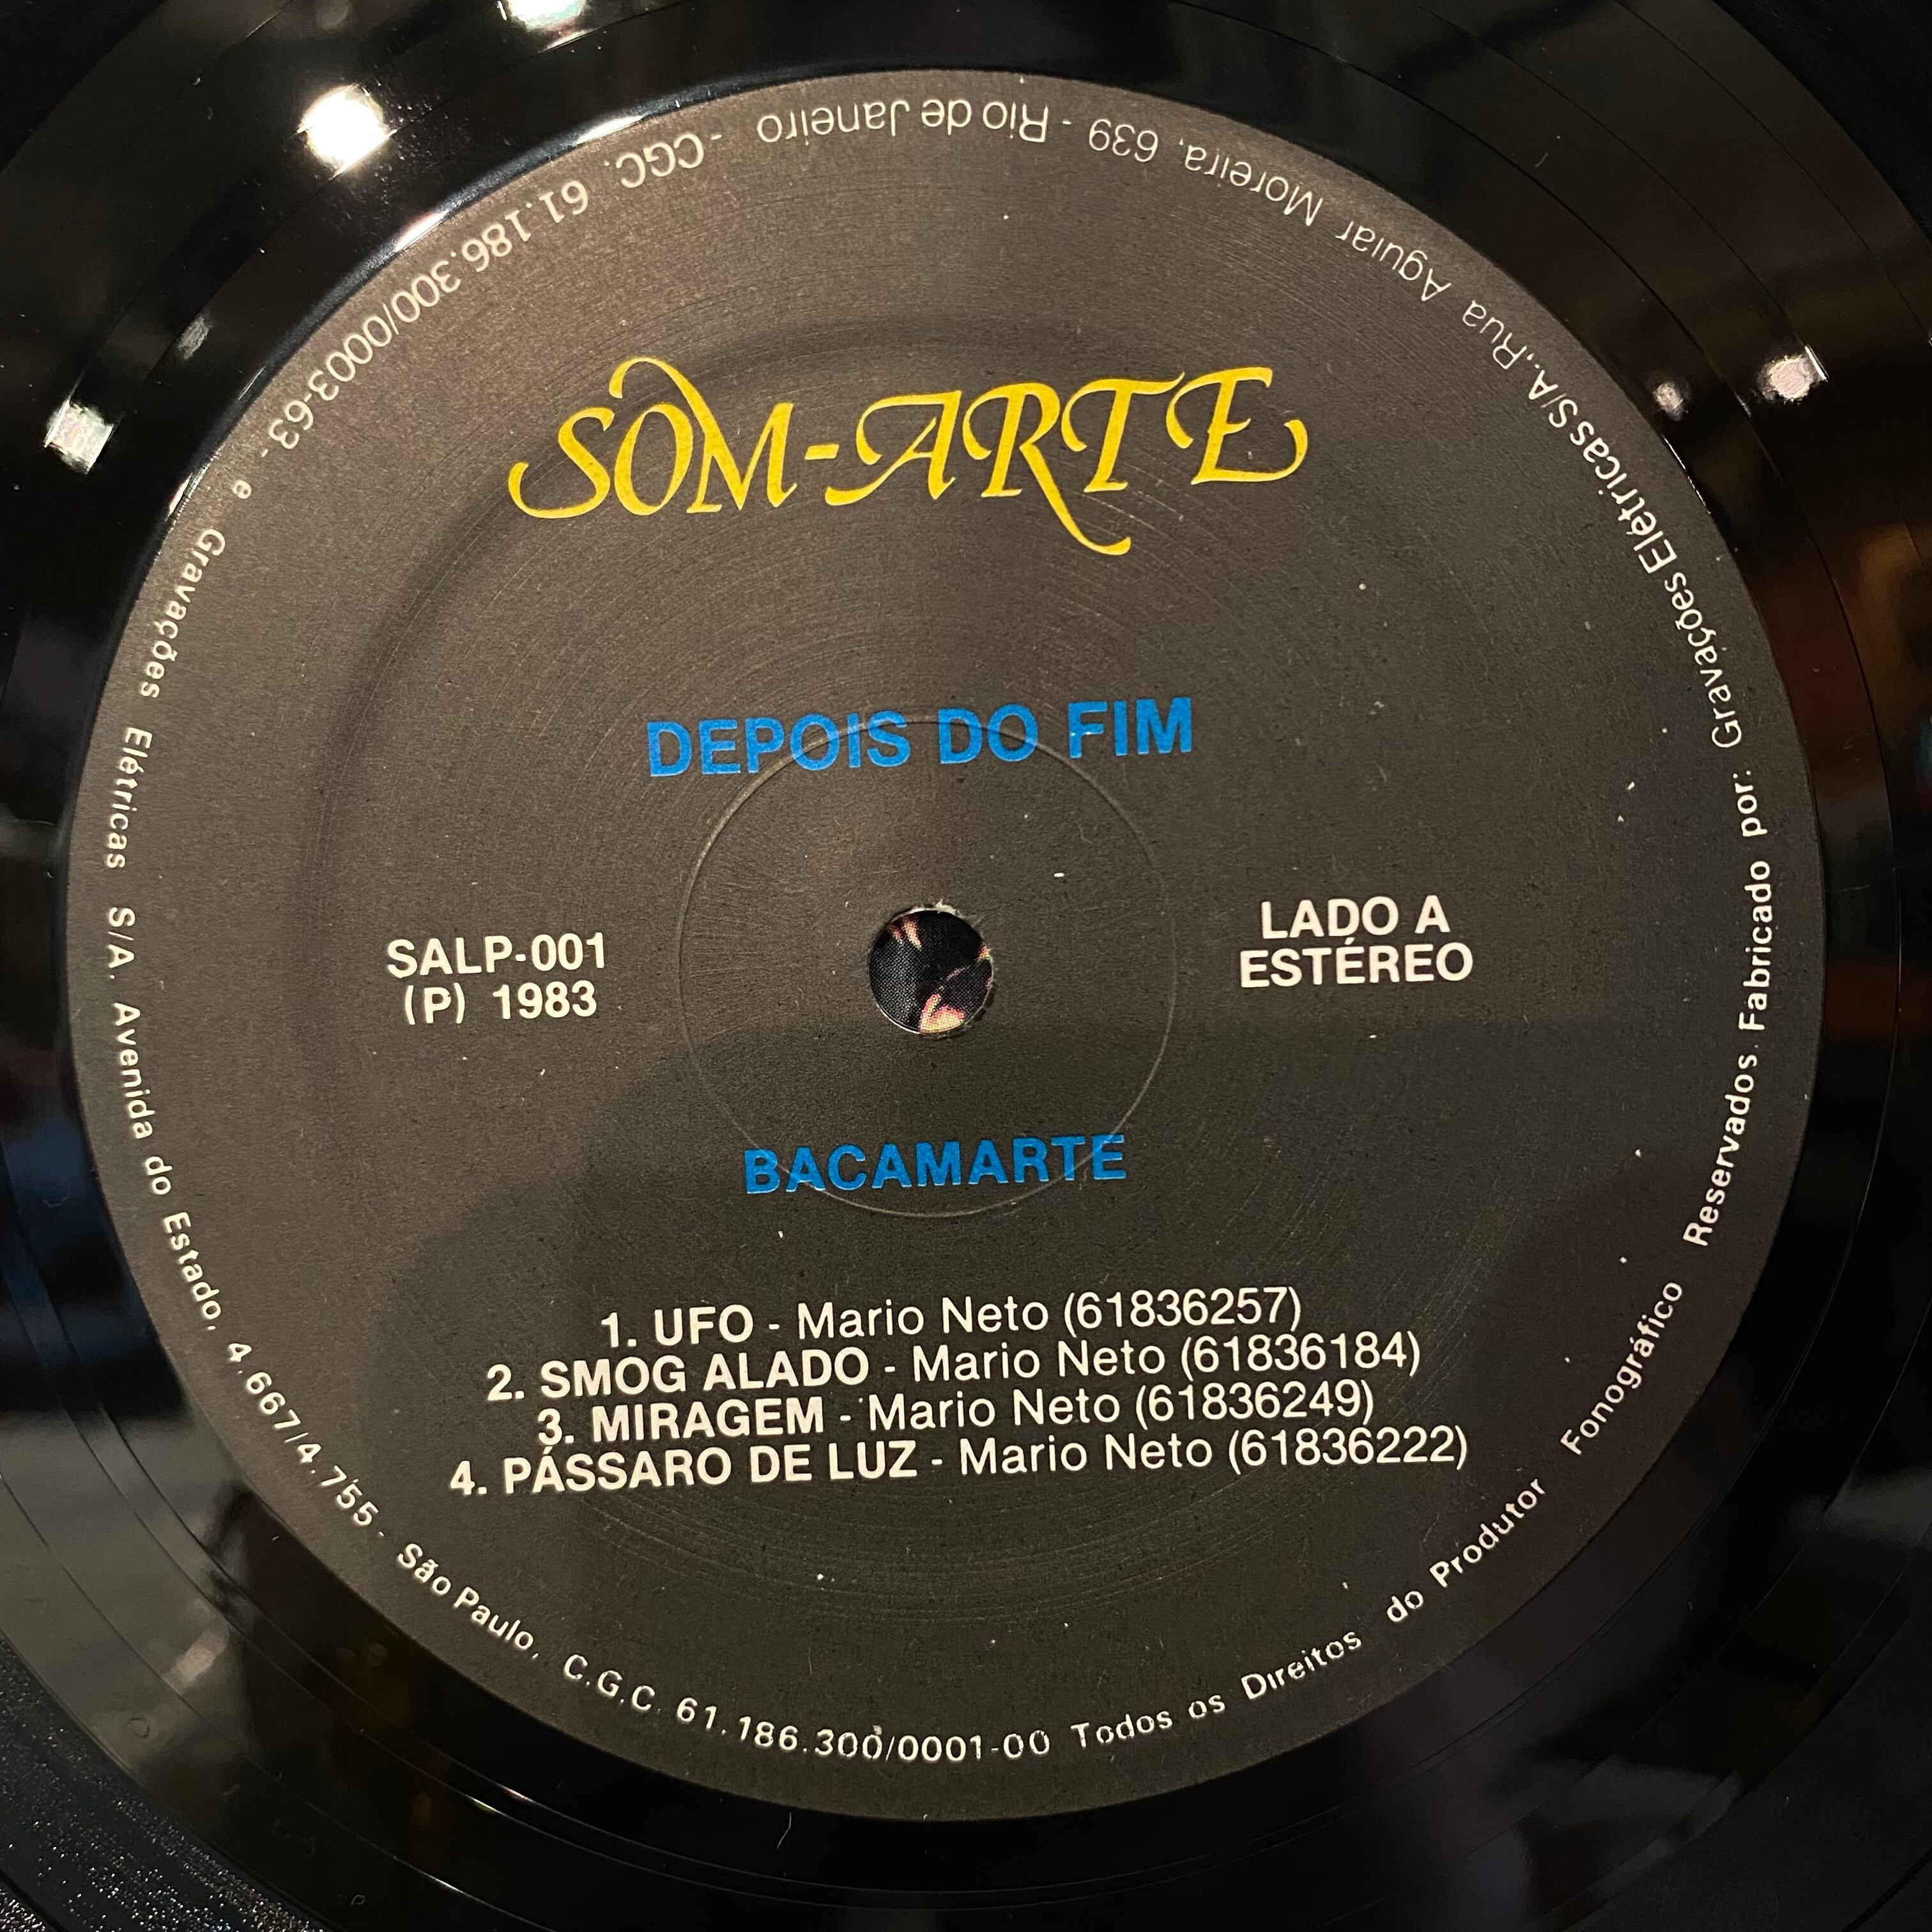 SOM-ARTE
DEPOIS DO FIM
SALP-001
(P) 1983
LADO A
ESTÉREO
BACAMARTE
1. UFO - Mario Neto (61836257)
2. SMOG ALADO - Mario Neto (61836184)
3. MIRAGEM - Mario Neto (61836249)
4. PÁSSARO DE LUZ - Mario Neto (61836222)
Fabricado por: Gravações Elétricas S/A. Rua Aguiar Moreira, 639 - Rio de Janeiro - CGC. 61.186.300/0003-63 - e Gravações Elétricas S/A. Avenida do Estado, 4.667/4.755 - São Paulo, C.G.C. 61.186.300/0001-00 Todos os Direitos do Produtor Fonográfico Reservados.